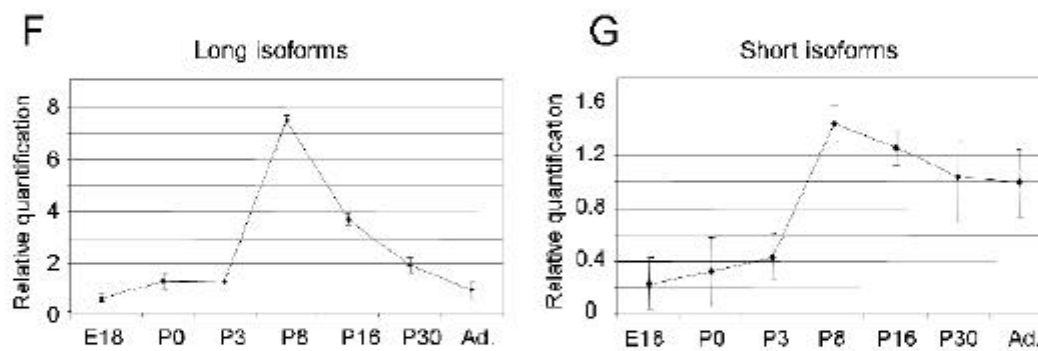 F
Long isoforms
Relative quantification
8
6
4
2
0
E18 P0 P3 P8 P16 P30 Ad.
G
Short isoforms
Relative quantification
1.6
1.2
0.8
0.4
0
E18 P0 P3 P8 P16 P30 Ad.